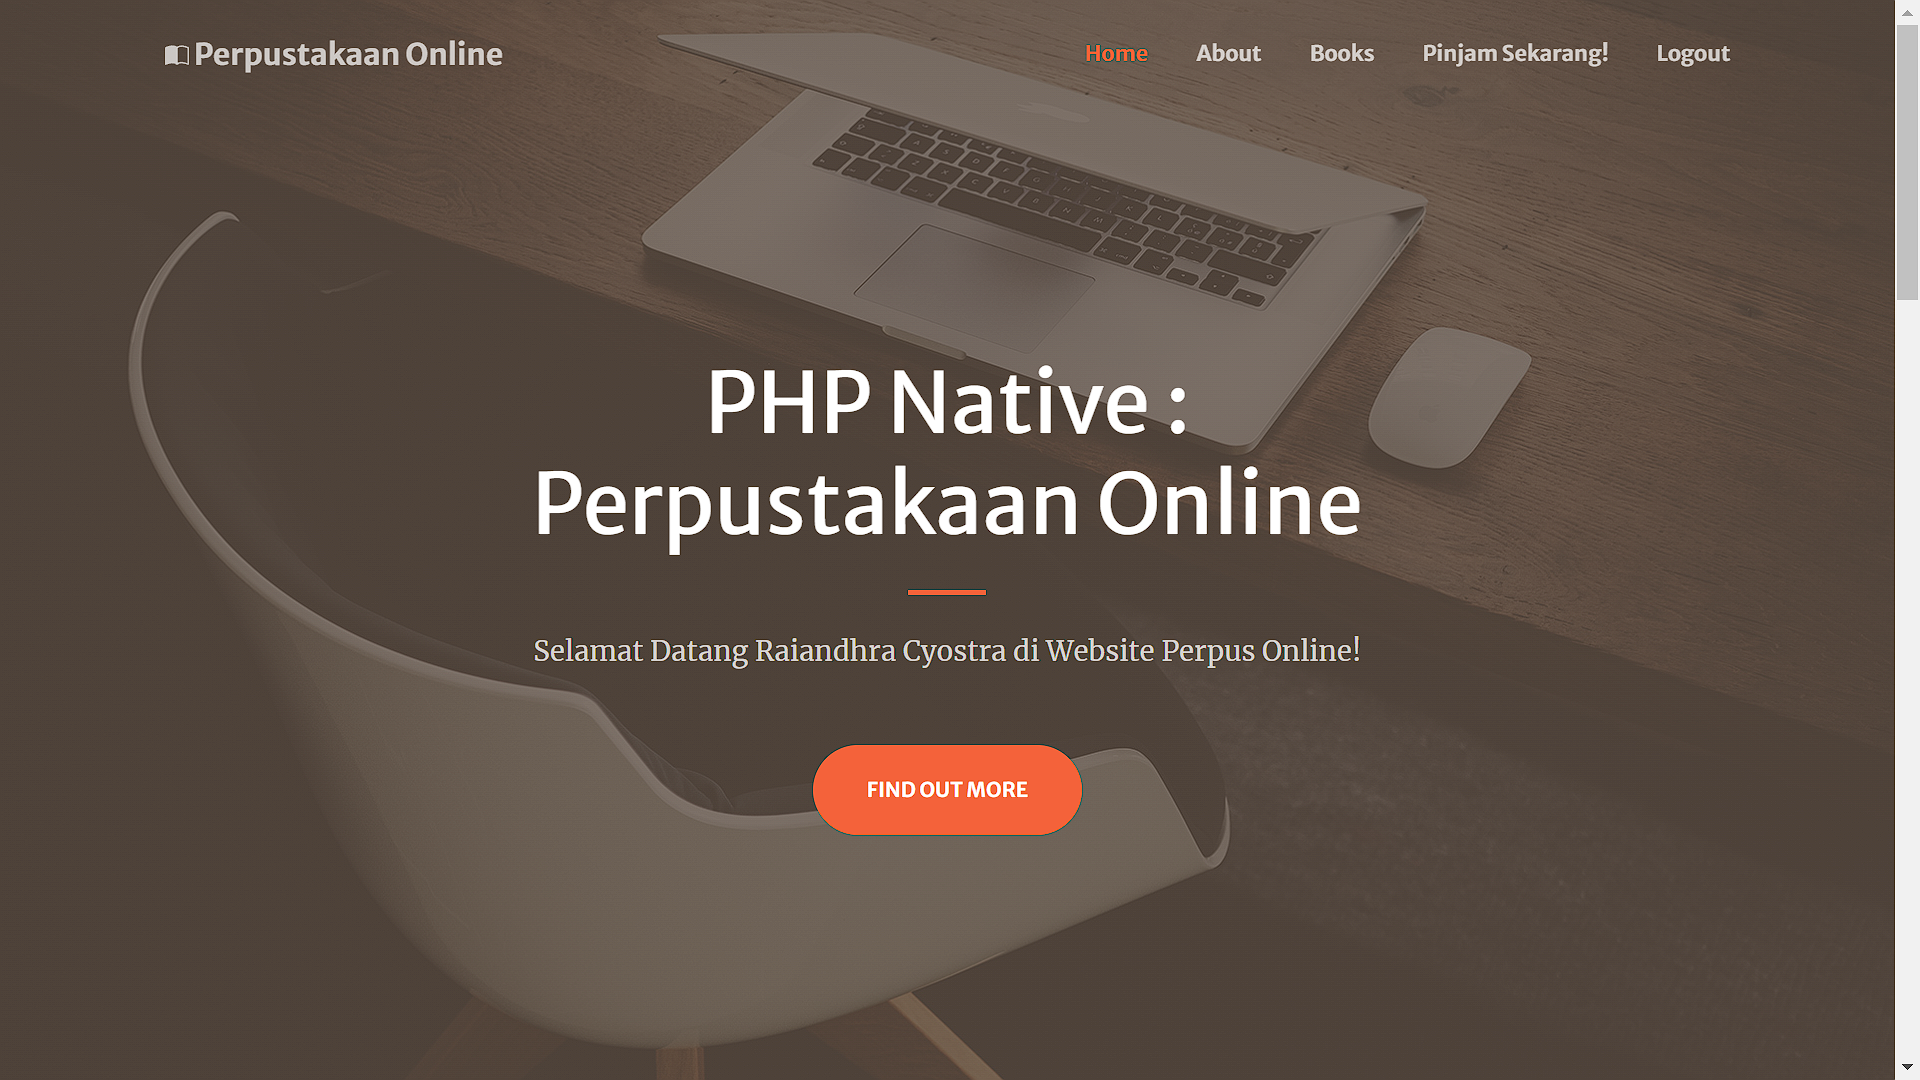 Perpustakaan Online
Home About Books Pinjam Sekarang! Logout
PHP Native :
Perpustakaan Online
Selamat Datang Raiandhra Cyostra di Website Perpus Online!
FIND OUT MORE